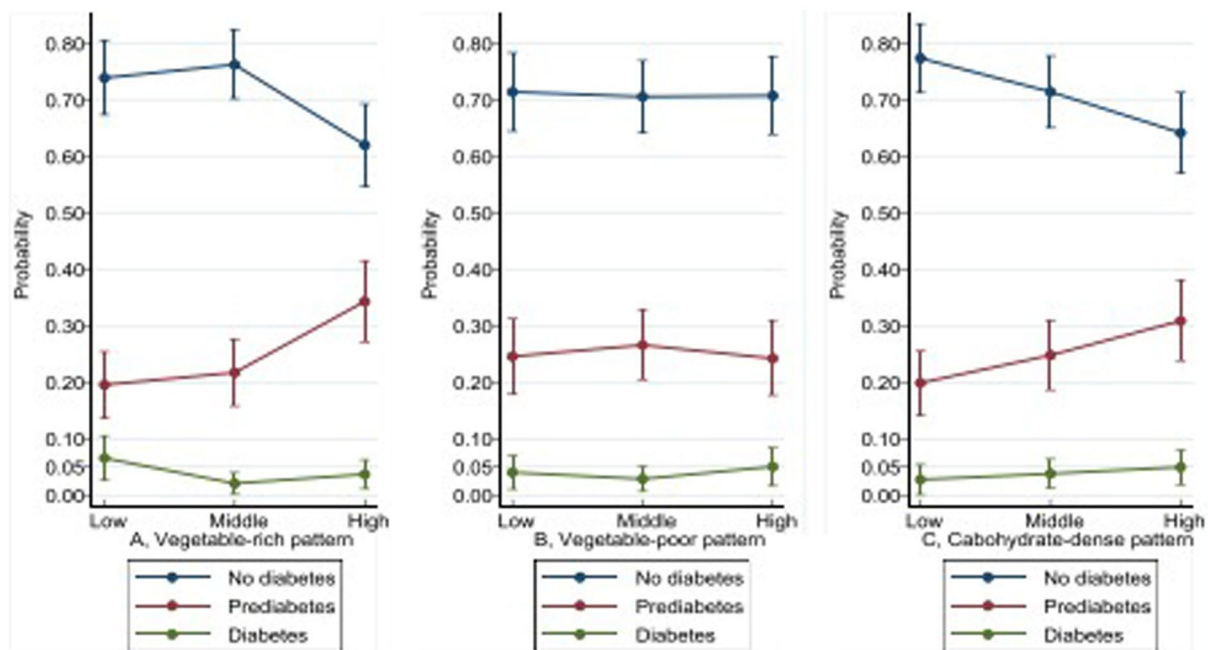 Probability
0.80
0.70
0.60
0.50
0.40
0.30
0.20
0.10
0.05
0.00
Low Middle High
A, Vegetable-rich pattern
No diabetes
Prediabetes
Diabetes
Probability
0.80
0.70
0.60
0.50
0.40
0.30
0.20
0.10
0.05
0.00
Low Middle High
B, Vegetable-poor pattern
No diabetes
Prediabetes
Diabetes
Probability
0.80
0.70
0.60
0.50
0.40
0.30
0.20
0.10
0.05
0.00
Low Middle High
C, Cabohydrate-dense pattern
No diabetes
Prediabetes
Diabetes